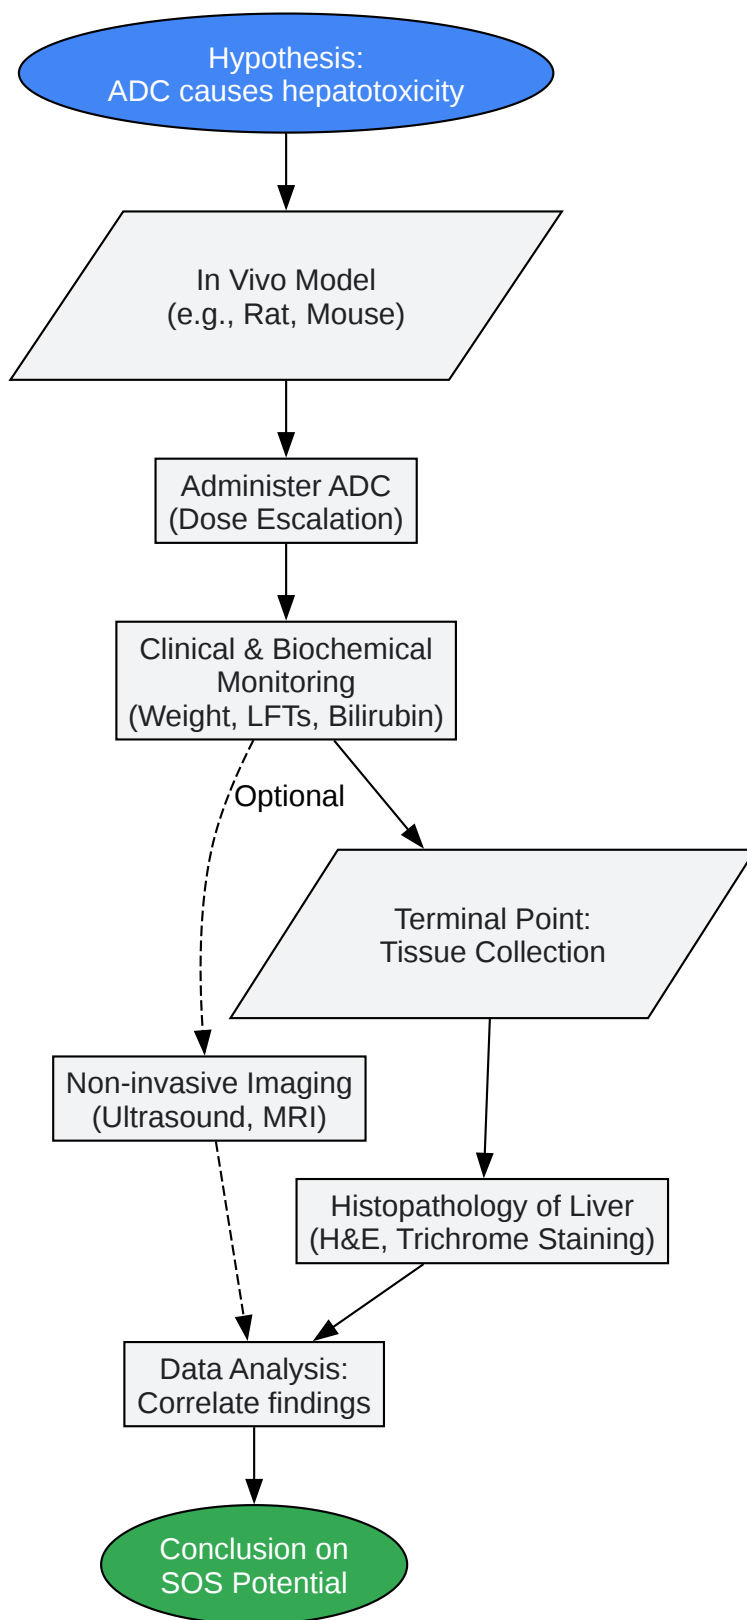 Hypothesis:
ADC causes hepatotoxicity
In Vivo Model
(e.g., Rat, Mouse)
Administer ADC
(Dose Escalation)
Clinical & Biochemical
Monitoring
(Weight, LFTs, Bilirubin)
Optional
Terminal Point:
Tissue Collection
Non-invasive Imaging
(Ultrasound, MRI)
Histopathology of Liver
(H&E, Trichrome Staining)
Data Analysis:
Correlate findings
Conclusion on
SOS Potential